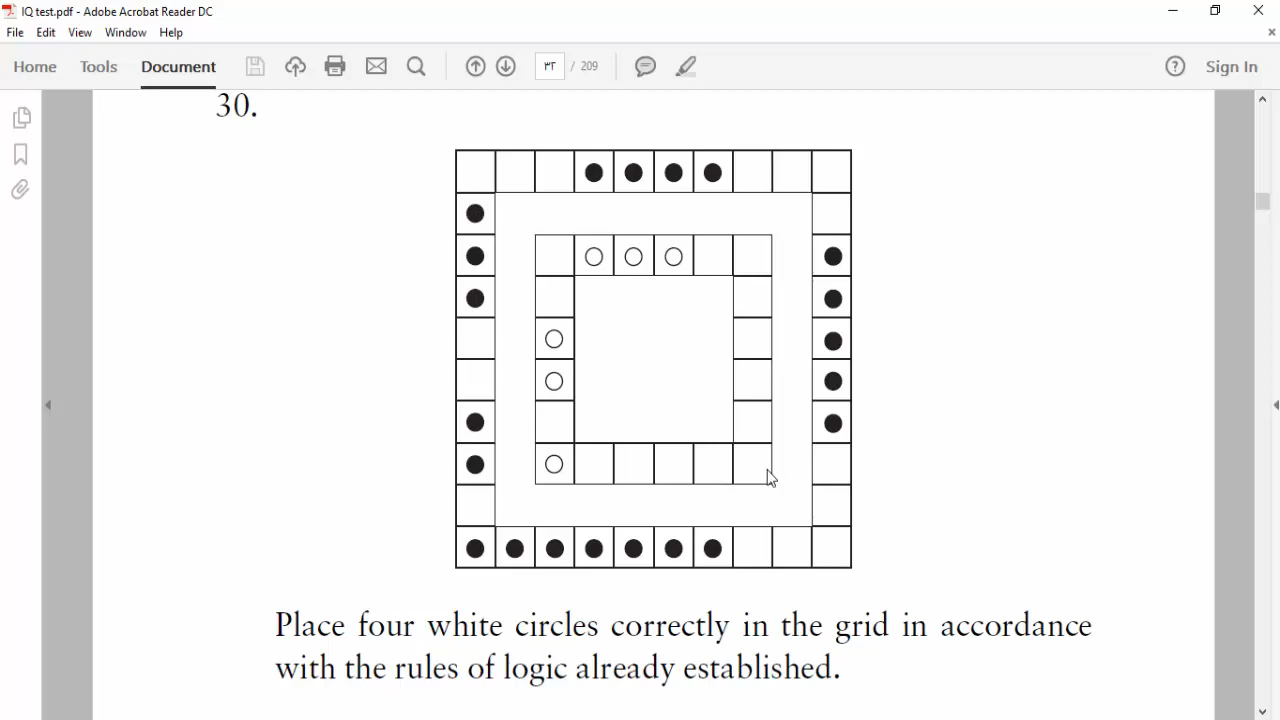 IQ test.pdf - Adobe Acrobat Reader DC
File Edit View Window Help
Home Tools Document ٣٢ / 209 Sign In
30.
Place four white circles correctly in the grid in accordance
with the rules of logic already established.